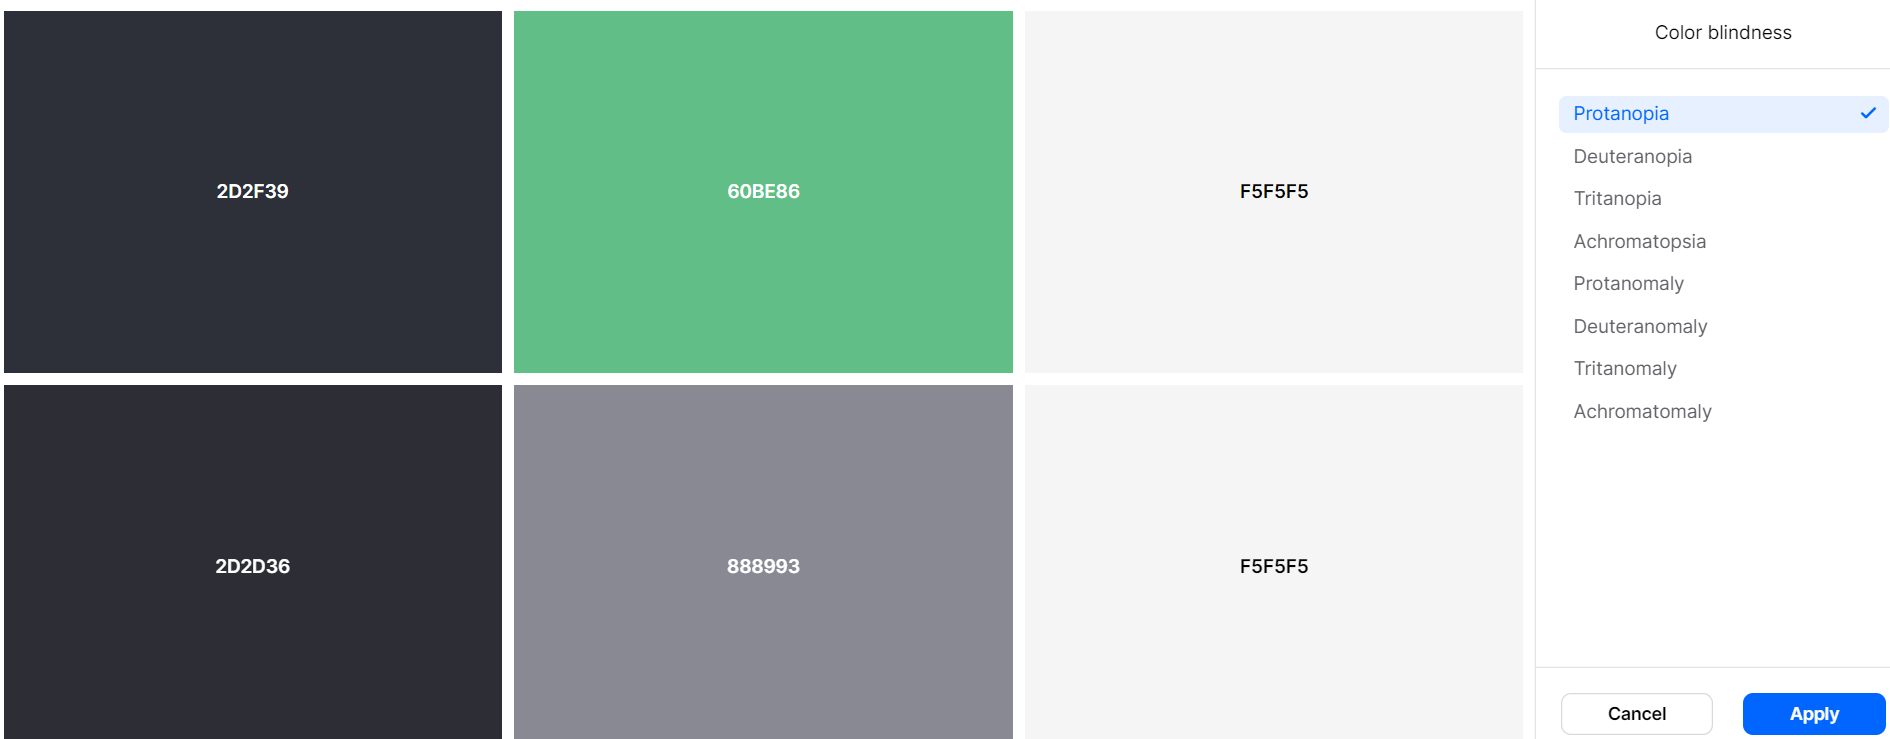 2D2F39
60BE86
F5F5F5
2D2D36
888993
F5F5F5
Color blindness
Protanopia
Deuteranopia
Tritanopia
Achromatopsia
Protanomaly
Deuteranomaly
Tritanomaly
Achromatomaly
Cancel
Apply